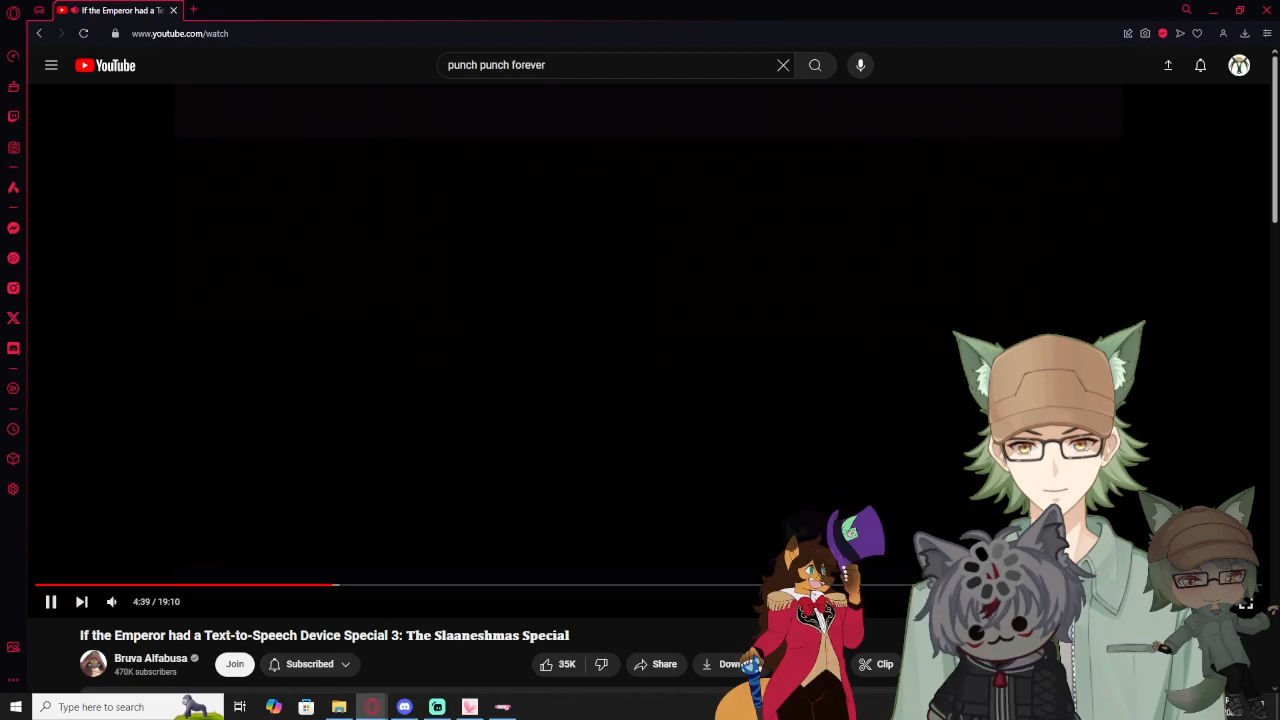 If the Emperor had a Te
www.youtube.com/watch
YouTube
punch punch forever
4:39 / 19:10
If the Emperor had a Text-to-Speech Device Special 3: The Slaaneshmas Special
Bruva Alfabusa
470K subscribers
Join
Subscribed
35K
Share
Dow
Clip
Type here to search